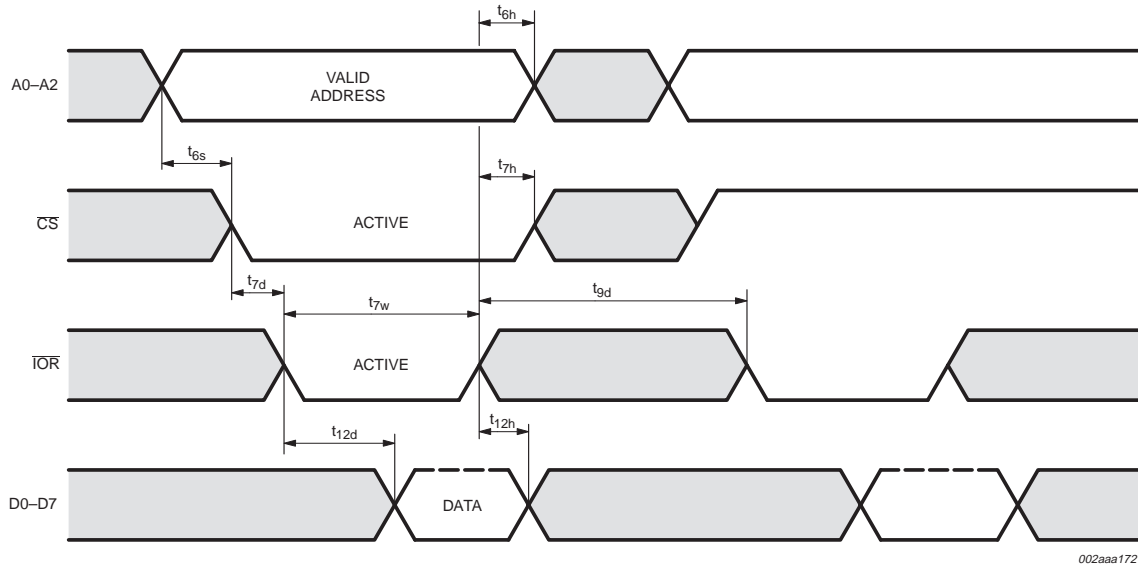 t6h
A0–A2
VALID
ADDRESS
t6s
t7h
CS
ACTIVE
t7d
t7w
t9d
IOR
ACTIVE
t12d
t12h
D0–D7
DATA
002aaa172